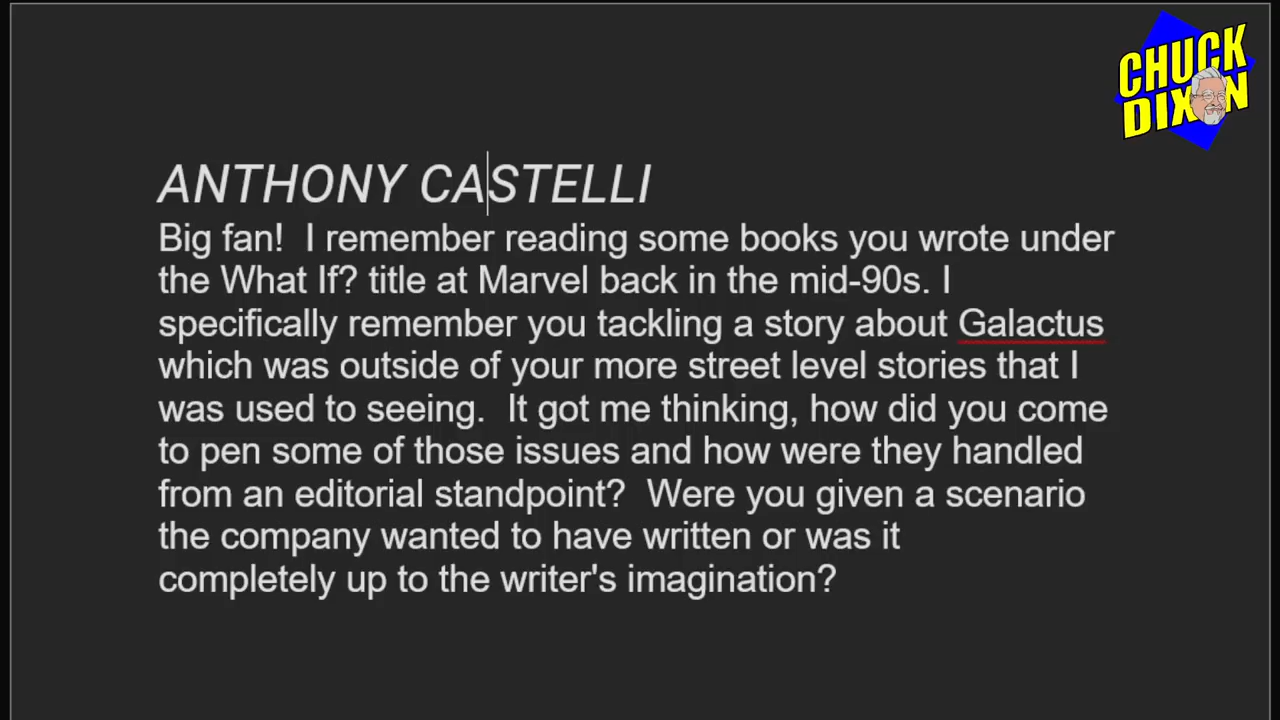 CHUCK
DIXON
ANTHONY CASTELLI
Big fan!  I remember reading some books you wrote under
the What If? title at Marvel back in the mid-90s. I
specifically remember you tackling a story about Galactus
which was outside of your more street level stories that I
was used to seeing.  It got me thinking, how did you come
to pen some of those issues and how were they handled
from an editorial standpoint?  Were you given a scenario
the company wanted to have written or was it
completely up to the writer's imagination?